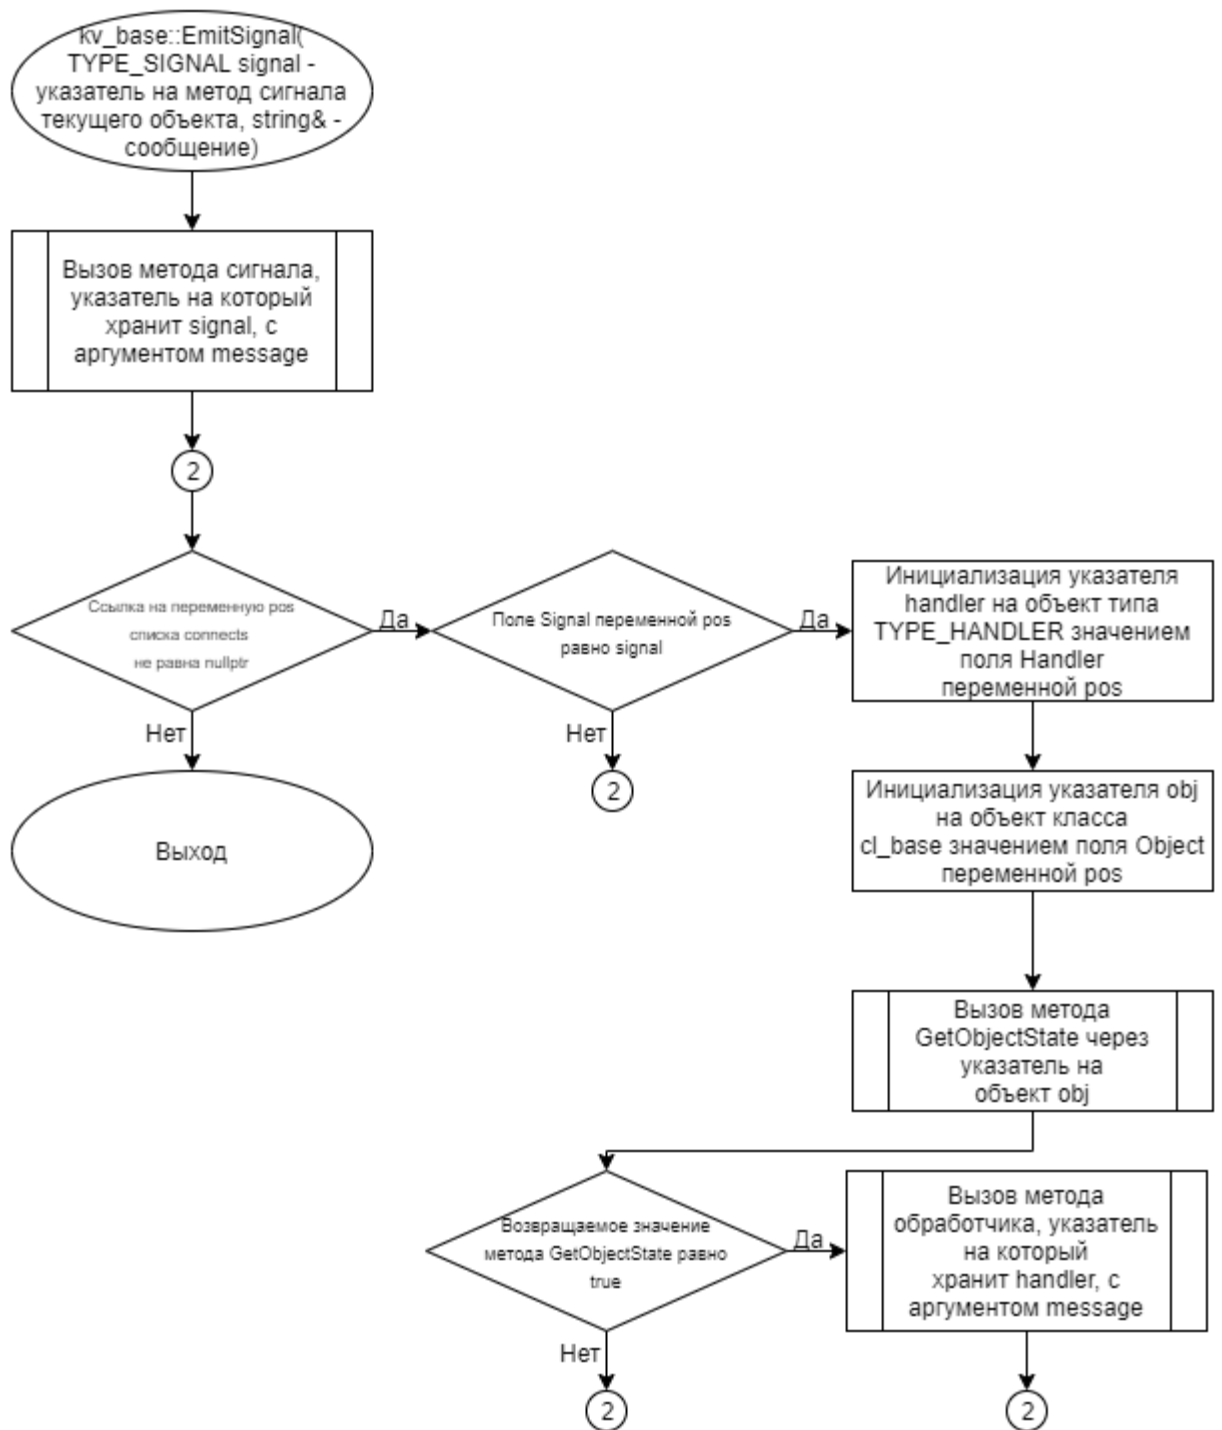 kv_base::EmitSignal(
TYPE_SIGNAL signal -
указатель на метод сигнала
текущего объекта, string& -
сообщение)
Вызов метода сигнала,
указатель на который
хранит signal, с
аргументом message
2
Ссылка на переменную pos
списка connects
не равна nullptr
Да
Поле Signal переменной pos
равно signal
Да
Инициализация указателя
handler на объект типа
TYPE_HANDLER значением
поля Handler
переменной pos
Нет
Нет
2
Выход
Инициализация указателя obj
на объект класса
cl_base значением поля Object
переменной pos
Вызов метода
GetObjectState через
указатель на
объект obj
Возвращаемое значение
метода GetObjectState равно
true
Да
Вызов метода
обработчика, указатель
на который
хранит handler, с
аргументом message
Нет
2
2